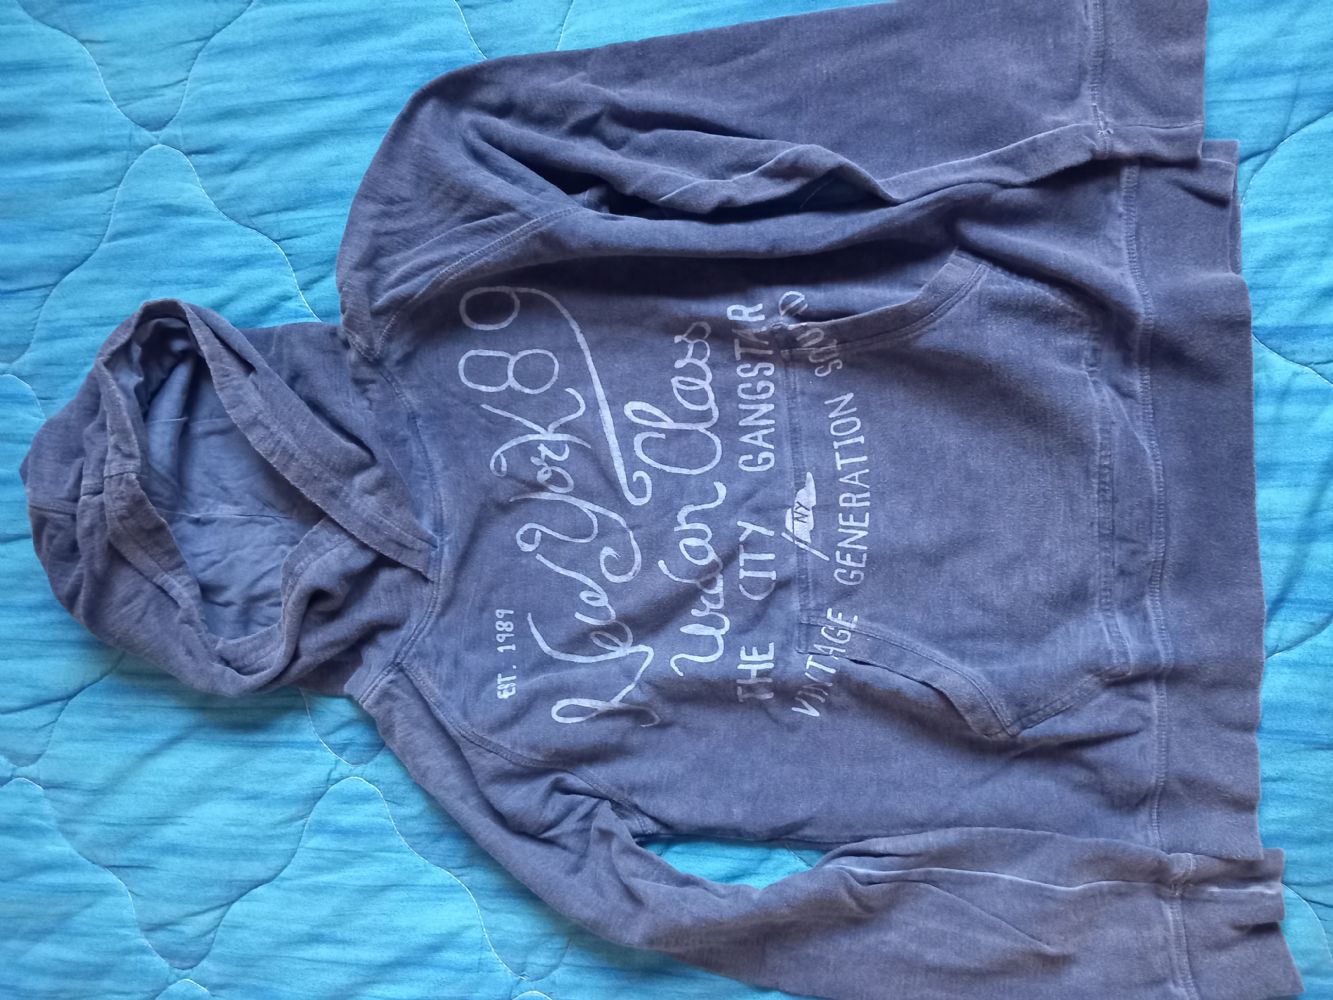 EST. 1989
New York 89
Urban Class
THE CITY GANGSTAR
NY
VINTAGE GENERATION